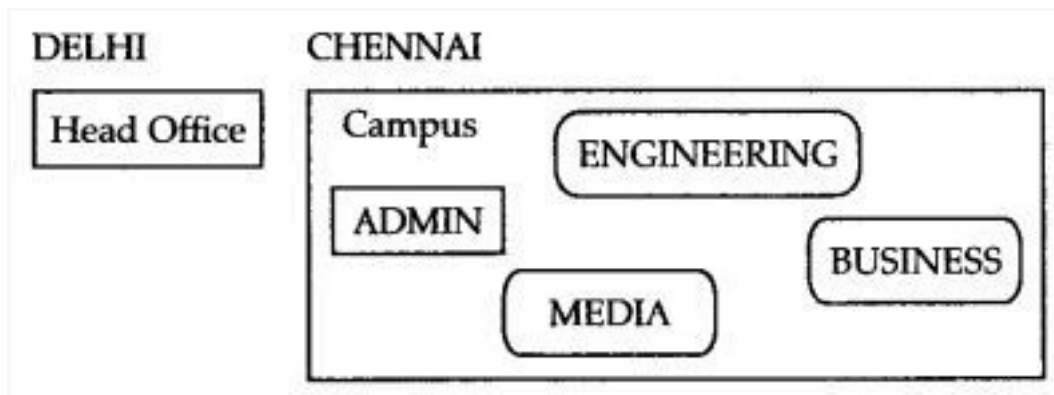 DELHI
CHENNAI
Head Office
Campus
ENGINEERING
ADMIN
BUSINESS
MEDIA